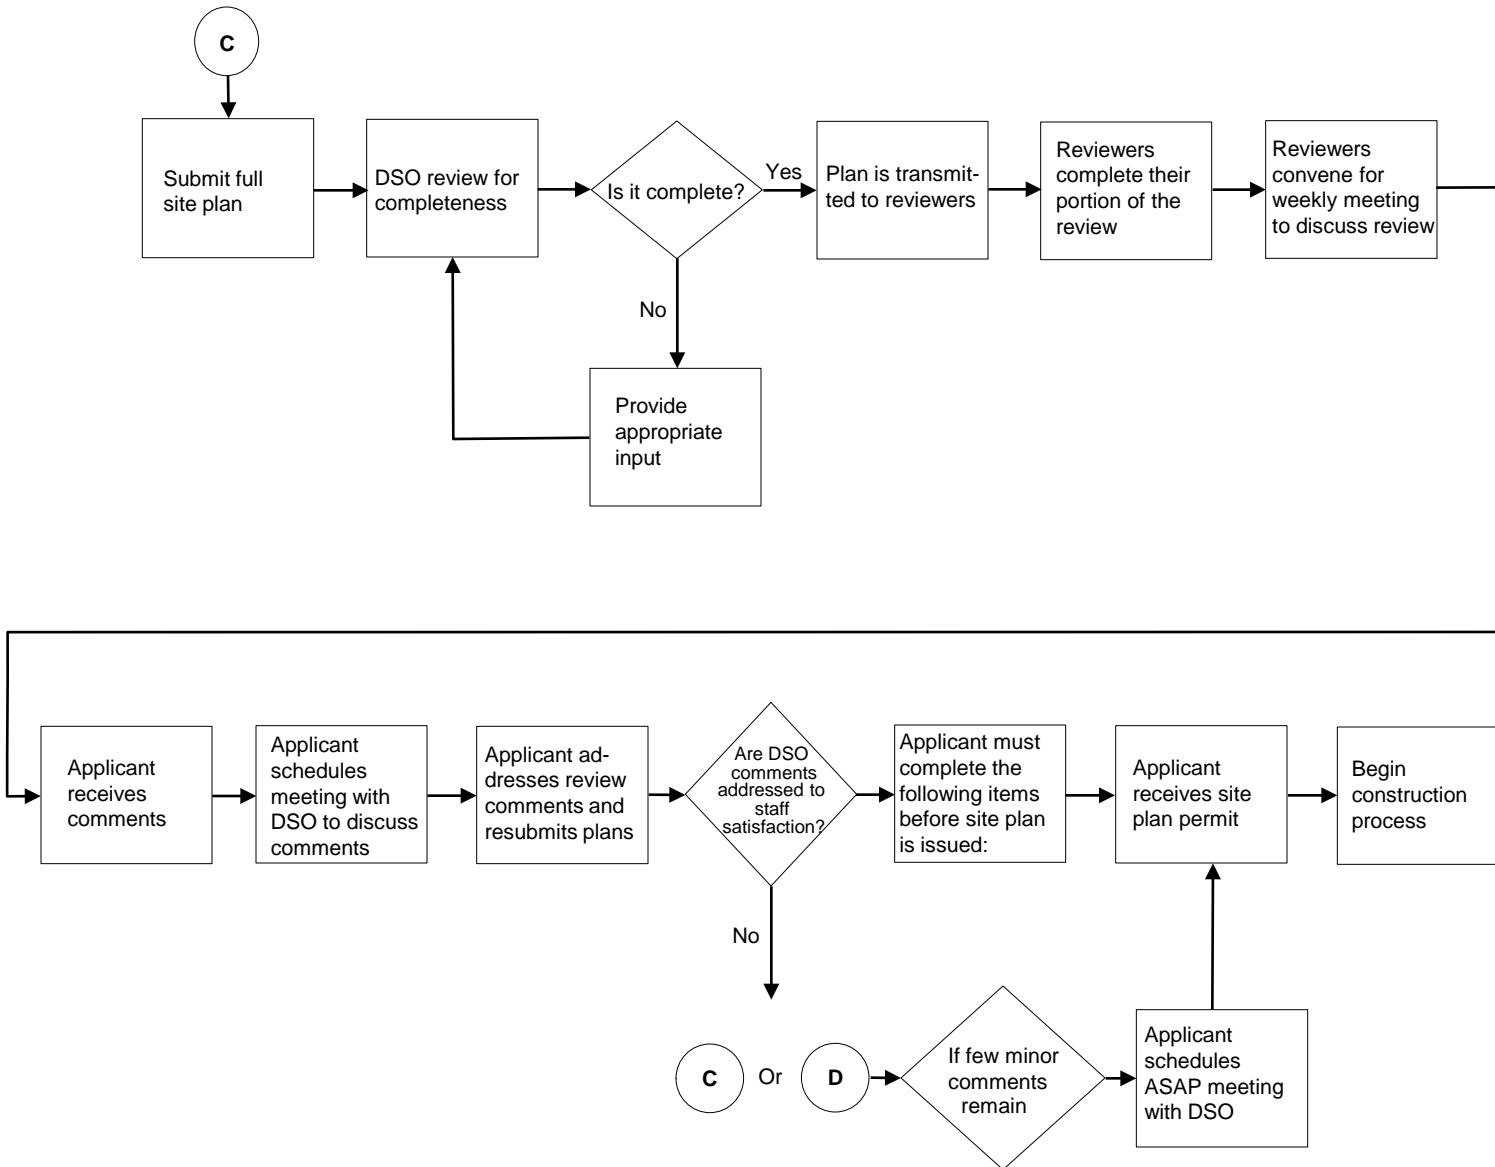 C
Submit full
site plan
DSO review for
completeness
Is it complete?
Yes
Plan is transmit-
ted to reviewers
Reviewers
complete their
portion of the
review
Reviewers
convene for
weekly meeting
to discuss review
No
Provide
appropriate
input
Applicant
receives
comments
Applicant
schedules
meeting with
DSO to discuss
comments
Applicant ad-
dresses review
comments and
resubmits plans
Are DSO
comments
addressed to
staff
satisfaction?
Applicant must
complete the
following items
before site plan
is issued:
Applicant
receives site
plan permit
Begin
construction
process
No
C
Or
D
If few minor
comments
remain
Applicant
schedules
ASAP meeting
with DSO